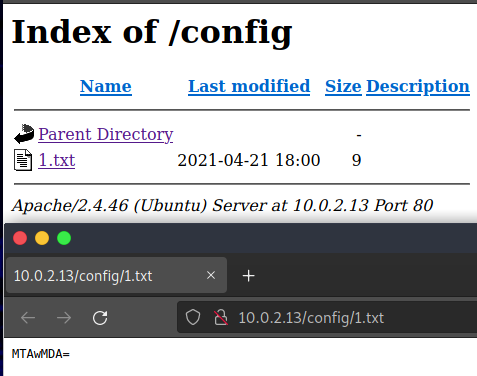 Index of /config
Name Last modified Size Description
Parent Directory -
1.txt 2021-04-21 18:00 9
Apache/2.4.46 (Ubuntu) Server at 10.0.2.13 Port 80
10.0.2.13/config/1.txt × +
10.0.2.13/config/1.txt
MTAwMDA=